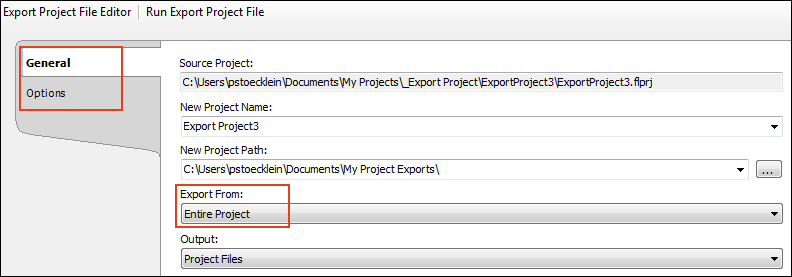 Export Project File Editor | Run Export Project File
General
Options
Source Project:
C:\Users\pstoecklein\Documents\My Projects\_Export Project\ExportProject3\ExportProject3.flprj
New Project Name:
Export Project3
New Project Path:
C:\Users\pstoecklein\Documents\My Project Exports\
...
Export From:
Entire Project
Output:
Project Files